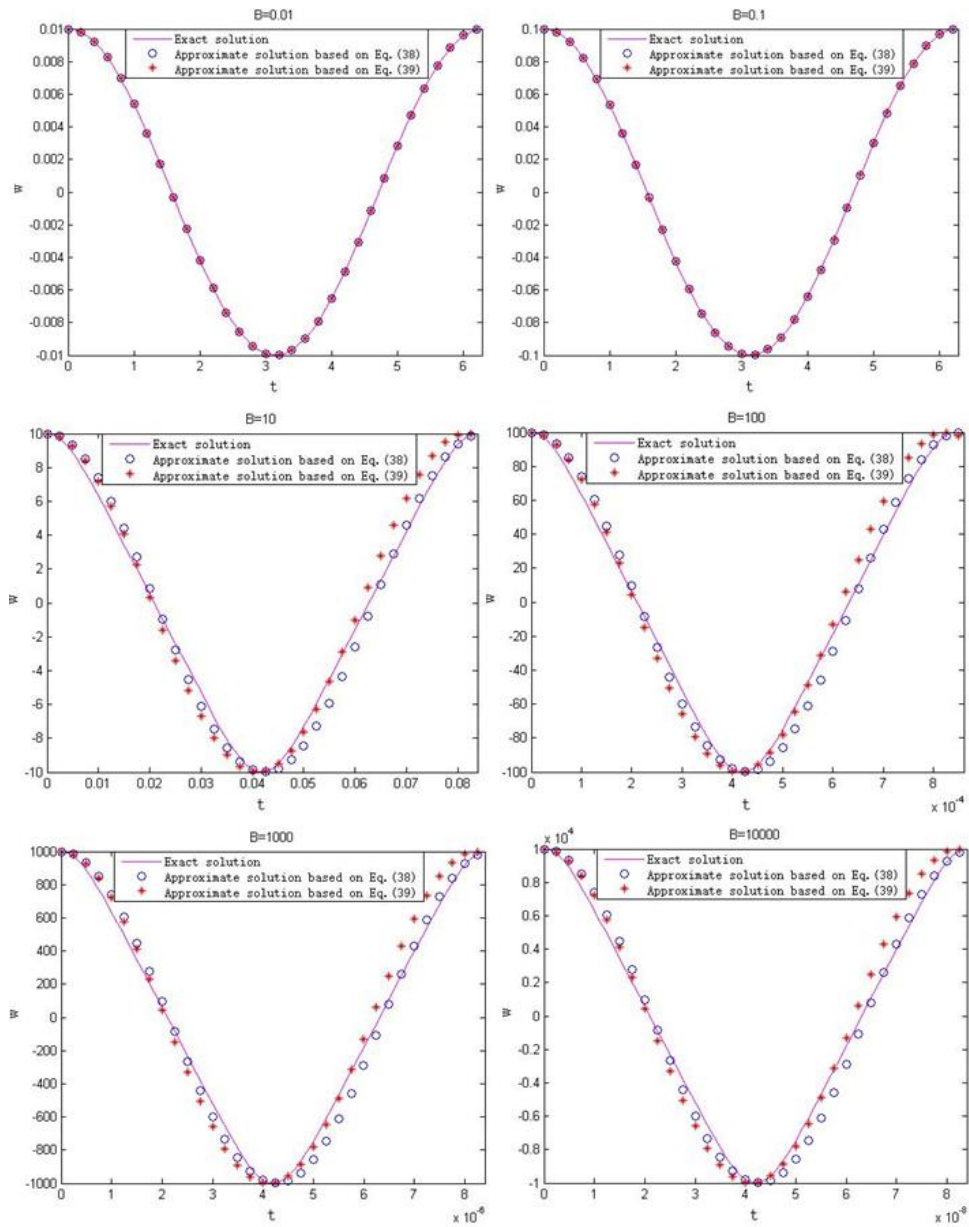 B=0.01
0.01
0.008
0.006
0.004
0.002
0
-0.002
-0.004
-0.006
-0.008
-0.01
w
0 1 2 3 4 5 6
t
Exact solution
Approximate solution based on Eq.(38)
Approximate solution based on Eq.(39)
B=0.1
0.1
0.08
0.06
0.04
0.02
0
-0.02
-0.04
-0.06
-0.08
-0.1
w
0 1 2 3 4 5 6
t
Exact solution
Approximate solution based on Eq.(38)
Approximate solution based on Eq.(39)
B=10
10
8
6
4
2
0
-2
-4
-6
-8
-10
w
0 0.01 0.02 0.03 0.04 0.05 0.06 0.07 0.08
t
Exact solution
Approximate solution based on Eq.(38)
Approximate solution based on Eq.(39)
B=100
100
80
60
40
20
0
-20
-40
-60
-80
-100
w
0 1 2 3 4 5 6 7 8
t
x 10⁻⁴
Exact solution
Approximate solution based on Eq.(38)
Approximate solution based on Eq.(39)
B=1000
1000
800
600
400
200
0
-200
-400
-600
-800
-1000
w
0 1 2 3 4 5 6 7 8
t
x 10⁻⁶
Exact solution
Approximate solution based on Eq.(38)
Approximate solution based on Eq.(39)
B=10000
x 10⁴
1
0.8
0.6
0.4
0.2
0
-0.2
-0.4
-0.6
-0.8
-1
w
0 1 2 3 4 5 6 7 8
t
x 10⁻⁸
Exact solution
Approximate solution based on Eq.(38)
Approximate solution based on Eq.(39)